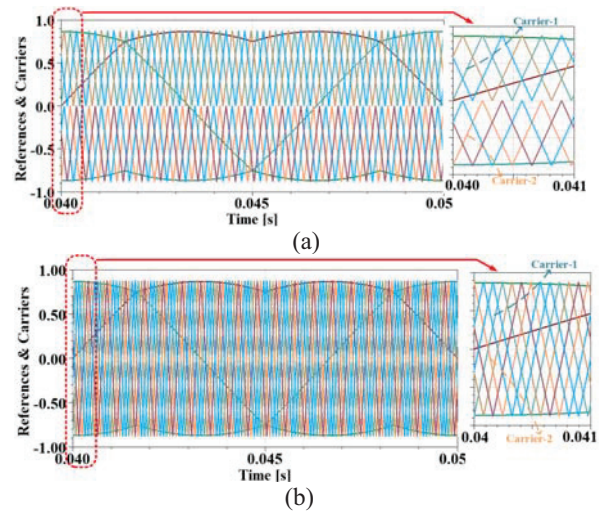 (a)
References & Carriers
1.0
0.5
0.0
-0.5
-1.0
0.040
0.045
0.05
Time [s]
Carrier-1
Carrier-2
0.040
0.041
(a)
(b)
References & Carriers
1.00
0.50
0.00
-0.50
-1.00
0.040
0.045
0.05
Time [s]
Carrier-1
Carrier-2
0.04
0.041
(b)